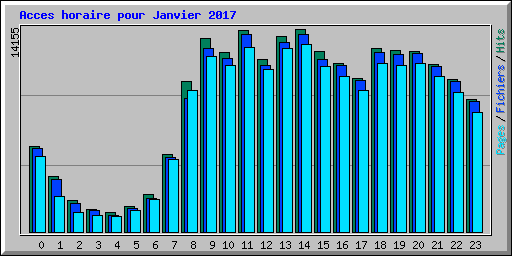 Acces horaire pour Janvier 2017
14155
Pages / Fichiers / Hits
0 1 2 3 4 5 6 7 8 9 10 11 12 13 14 15 16 17 18 19 20 21 22 23